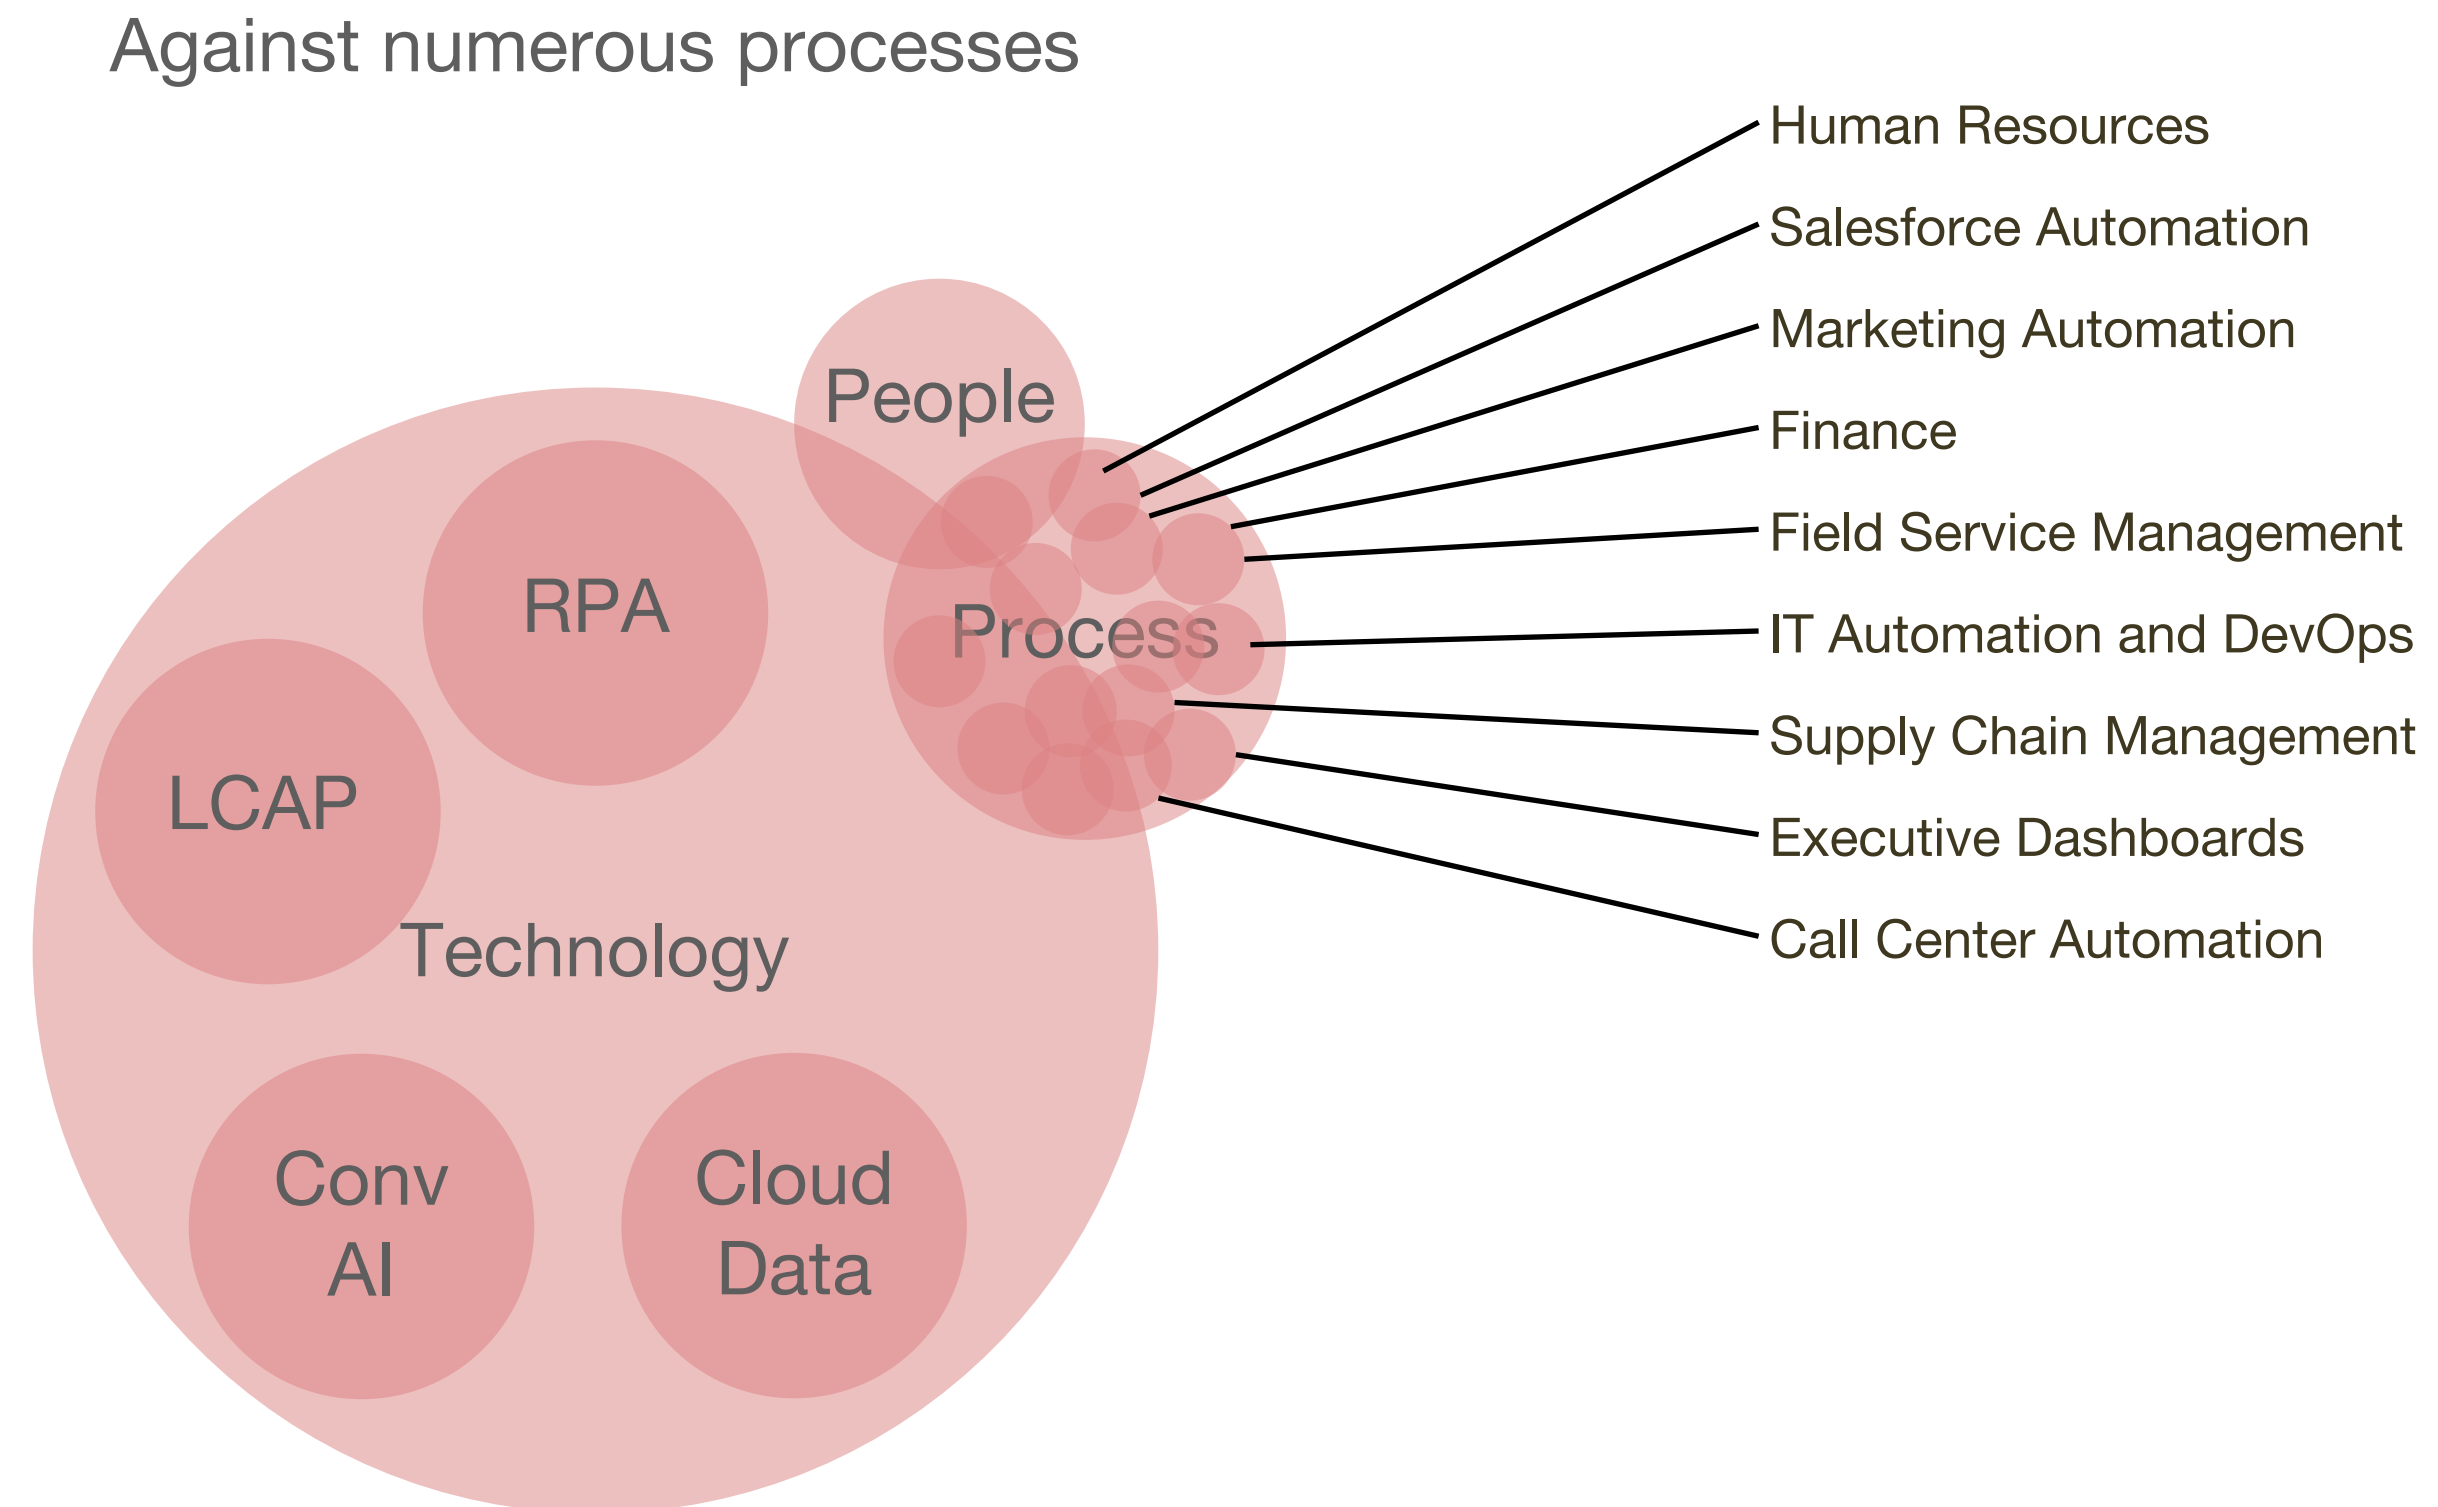 Against numerous processes
Human Resources
Salesforce Automation
Marketing Automation
Finance
Field Service Management
IT Automation and DevOps
Supply Chain Management
Executive Dashboards
Call Center Automation
People
Process
RPA
LCAP
Technology
Conv
AI
Cloud
Data